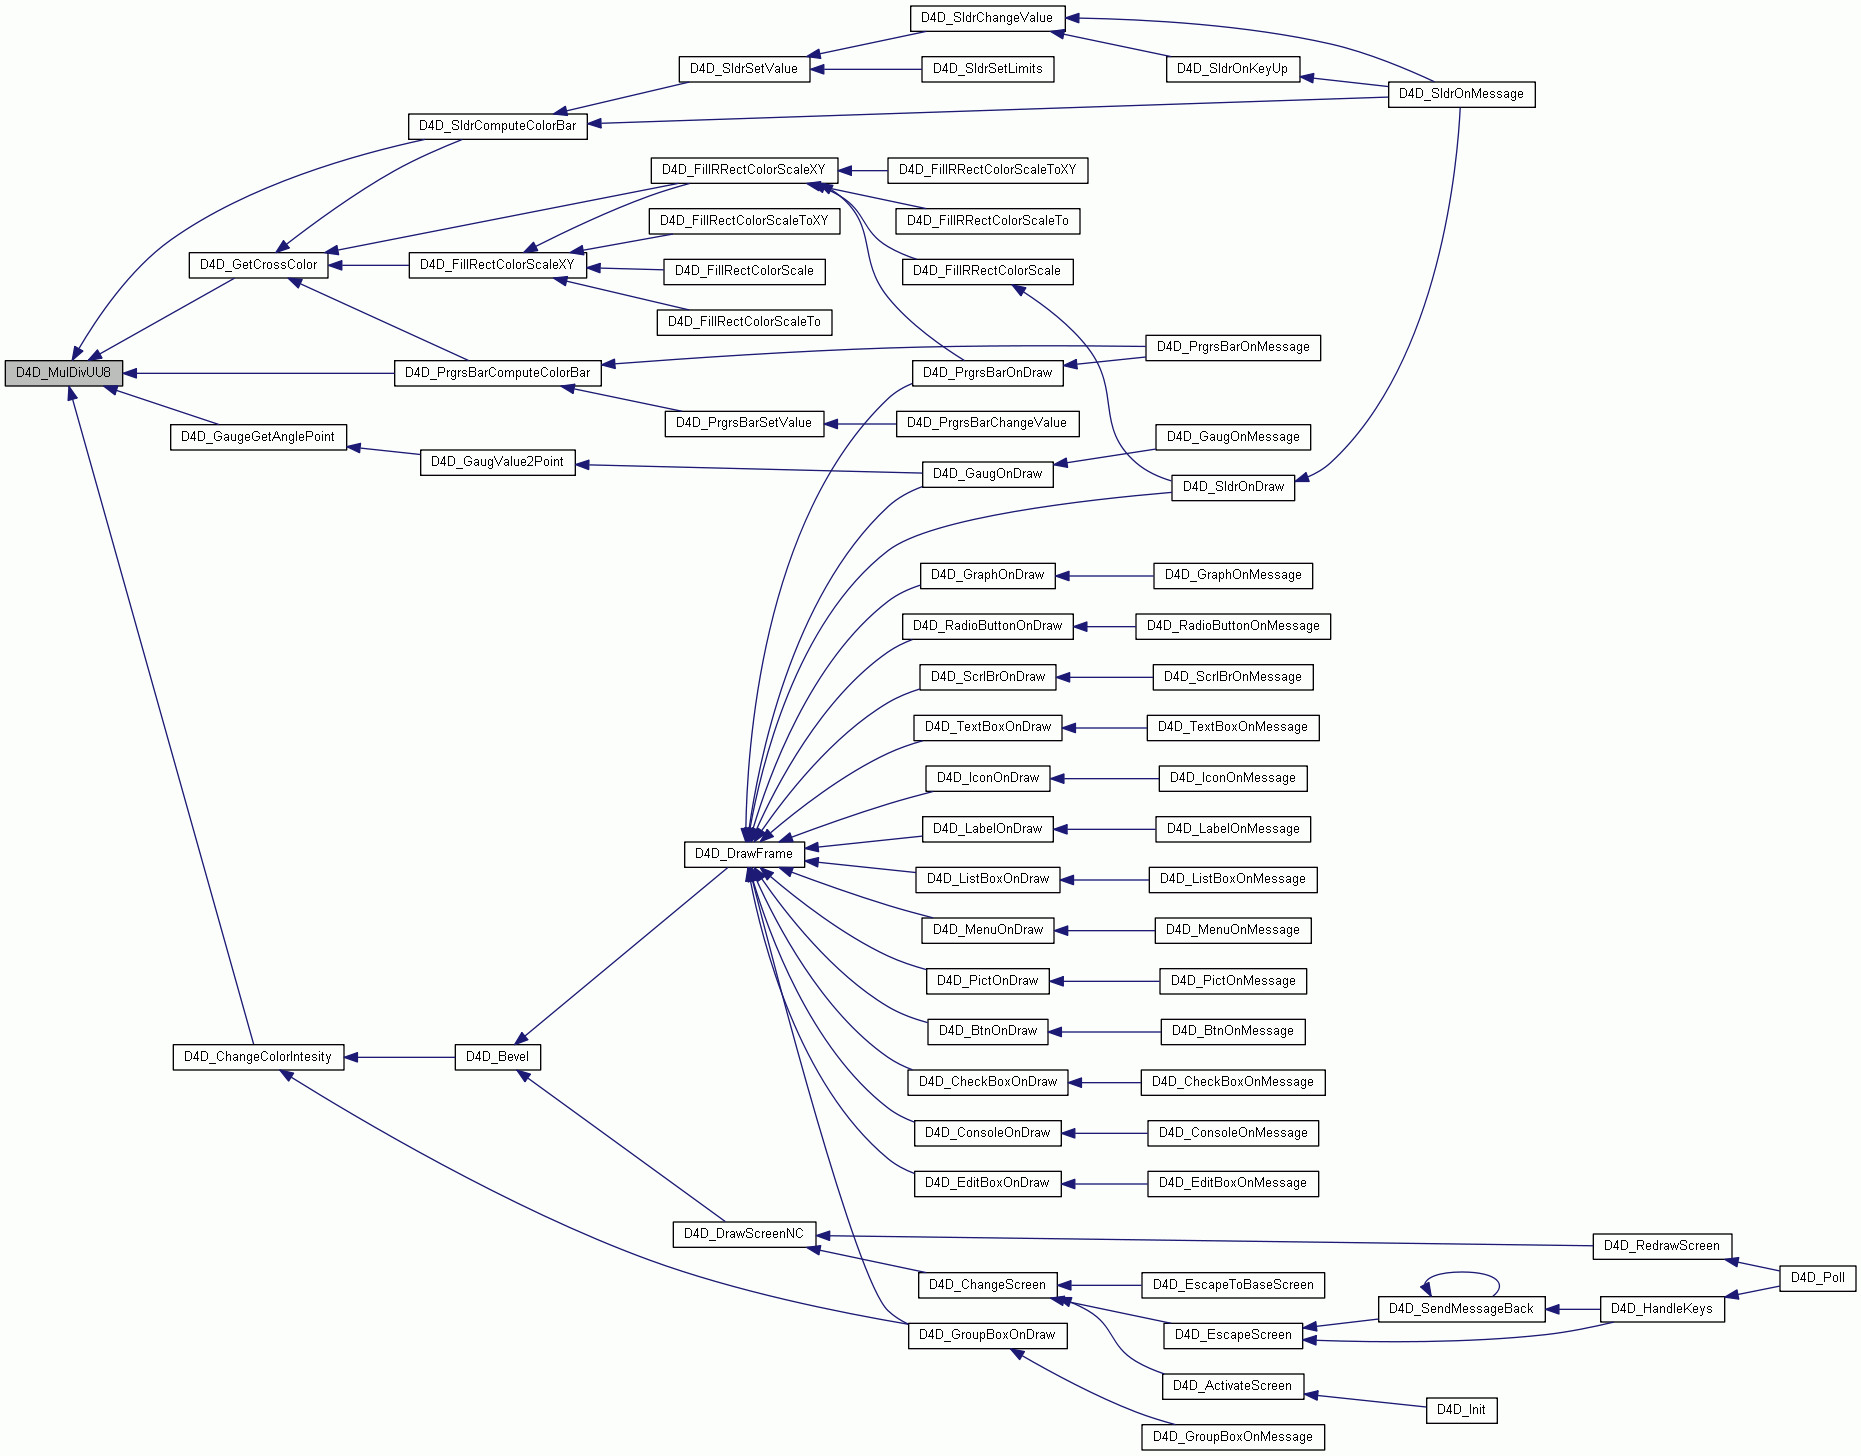 D4D_SldrChangeValue
D4D_SldrSetValue
D4D_SldrSetLimits
D4D_SldrOnKeyUp
D4D_SldrOnMessage
D4D_SldrComputeColorBar
D4D_FillRRectColorScaleXY
D4D_FillRRectColorScaleToXY
D4D_FillRectColorScaleToXY
D4D_FillRRectColorScaleTo
D4D_GetCrossColor
D4D_FillRectColorScaleXY
D4D_FillRectColorScale
D4D_FillRRectColorScale
D4D_FillRectColorScaleTo
D4D_PrgrsBarOnMessage
D4D_MulDivUU8
D4D_PrgrsBarComputeColorBar
D4D_PrgrsBarOnDraw
D4D_PrgrsBarSetValue
D4D_PrgrsBarChangeValue
D4D_GaugeGetAnglePoint
D4D_GaugOnMessage
D4D_GaugValue2Point
D4D_GaugOnDraw
D4D_SldrOnDraw
D4D_GraphOnDraw
D4D_GraphOnMessage
D4D_RadioButtonOnDraw
D4D_RadioButtonOnMessage
D4D_ScrlBrOnDraw
D4D_ScrlBrOnMessage
D4D_TextBoxOnDraw
D4D_TextBoxOnMessage
D4D_IconOnDraw
D4D_IconOnMessage
D4D_LabelOnDraw
D4D_LabelOnMessage
D4D_DrawFrame
D4D_ListBoxOnDraw
D4D_ListBoxOnMessage
D4D_MenuOnDraw
D4D_MenuOnMessage
D4D_PictOnDraw
D4D_PictOnMessage
D4D_BtnOnDraw
D4D_BtnOnMessage
D4D_ChangeColorIntesity
D4D_Bevel
D4D_CheckBoxOnDraw
D4D_CheckBoxOnMessage
D4D_ConsoleOnDraw
D4D_ConsoleOnMessage
D4D_EditBoxOnDraw
D4D_EditBoxOnMessage
D4D_DrawScreenNC
D4D_RedrawScreen
D4D_ChangeScreen
D4D_EscapeToBaseScreen
D4D_Poll
D4D_SendMessageBack
D4D_HandleKeys
D4D_GroupBoxOnDraw
D4D_EscapeScreen
D4D_ActivateScreen
D4D_Init
D4D_GroupBoxOnMessage